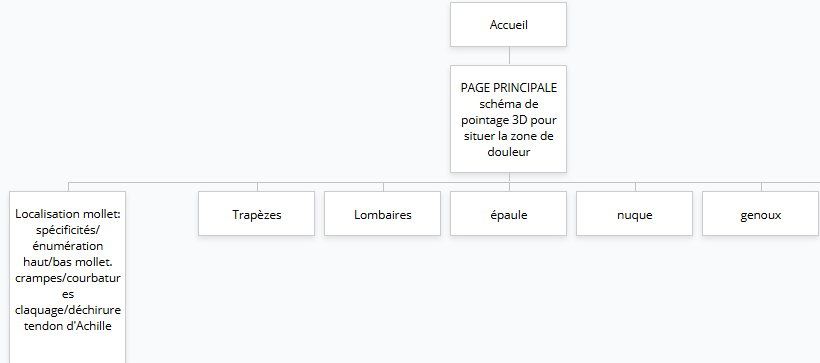 Accueil
PAGE PRINCIPALE
schéma de
pointage 3D pour
situer la zone de
douleur
Localisation mollet:
spécificités/
énumération
haut/bas mollet.
crampes/courbatur
es
claquage/déchirure
tendon d'Achille
Trapèzes
Lombaires
épaule
nuque
genoux